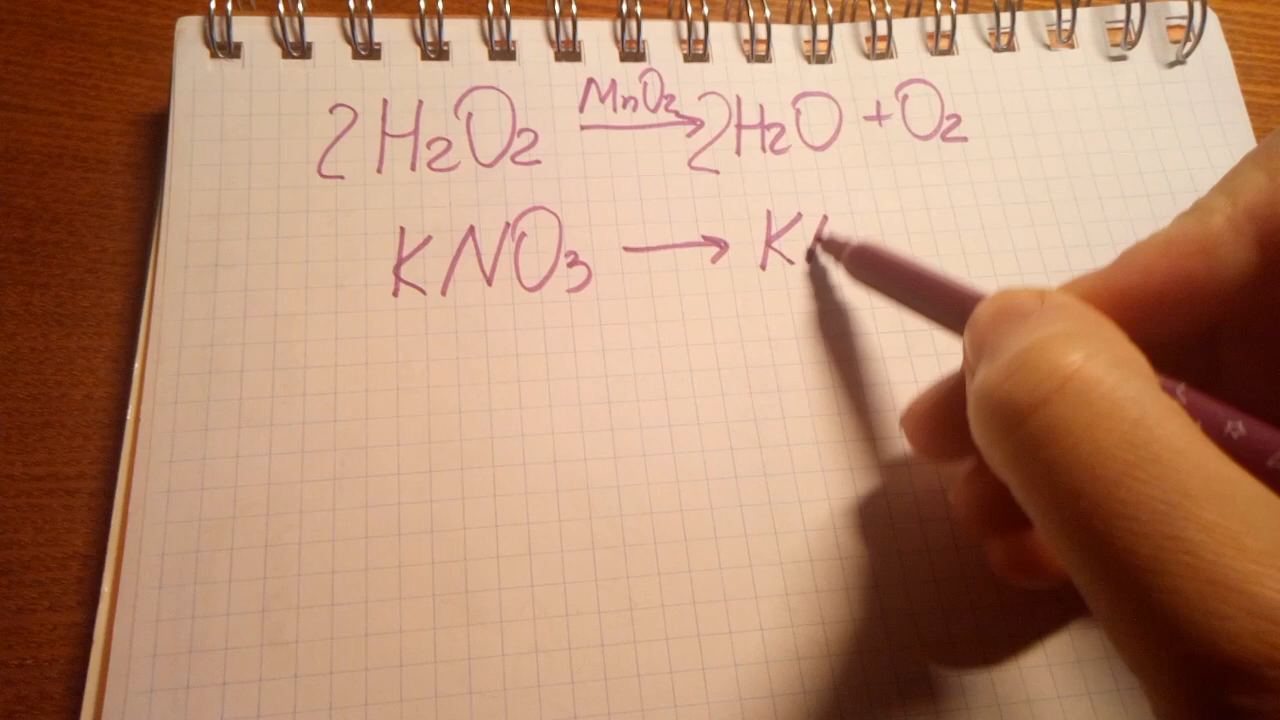 2H₂O₂ MnO₂→ 2H₂O + O₂
KNO₃ → K